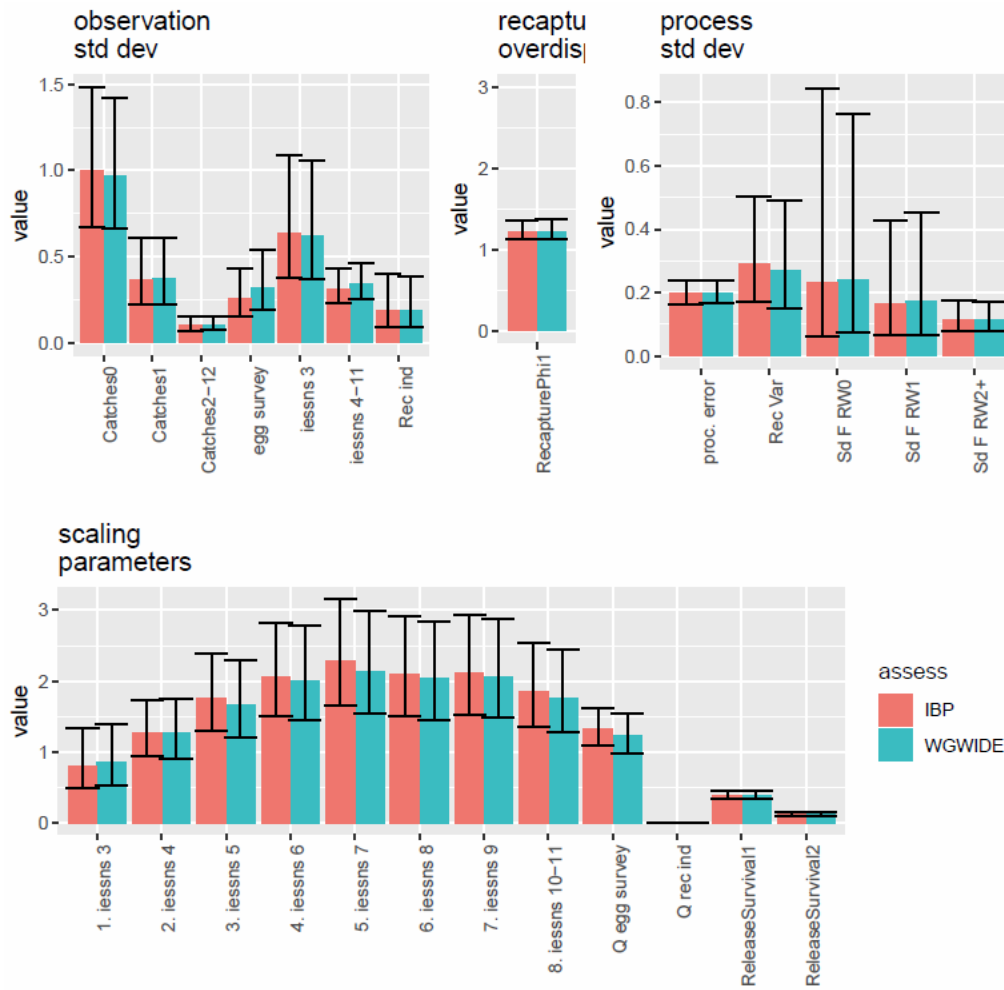 observation
std dev
value
1.5
1.0
0.5
0.0
Catches0
Catches1
Catches2−12
egg survey
iessns 3
iessns 4−11
Rec ind
recaptu
overdisp
value
3
2
1
0
RecapturePhi1
process
std dev
value
0.8
0.6
0.4
0.2
0.0
proc. error
Rec Var
Sd F RW0
Sd F RW1
Sd F RW2+
scaling
parameters
value
3
2
1
0
1. iessns 3
2. iessns 4
3. iessns 5
4. iessns 6
5. iessns 7
6. iessns 8
7. iessns 9
8. iessns 10−11
Q egg survey
Q rec ind
ReleaseSurvival1
ReleaseSurvival2
assess
IBP
WGWIDE